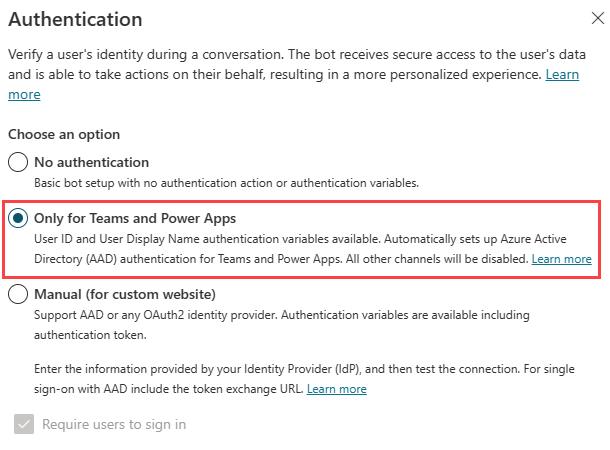 Authentication
Verify a user's identity during a conversation. The bot receives secure access to the user's data
and is able to take actions on their behalf, resulting in a more personalized experience. Learn
more
Choose an option
No authentication
Basic bot setup with no authentication action or authentication variables.
Only for Teams and Power Apps
User ID and User Display Name authentication variables available. Automatically sets up Azure Active
Directory (AAD) authentication for Teams and Power Apps. All other channels will be disabled. Learn more
Manual (for custom website)
Support AAD or any OAuth2 identity provider. Authentication variables are available including
authentication token.
Enter the information provided by your Identity Provider (IdP), and then test the connection. For single
sign-on with AAD include the token exchange URL. Learn more
Require users to sign in